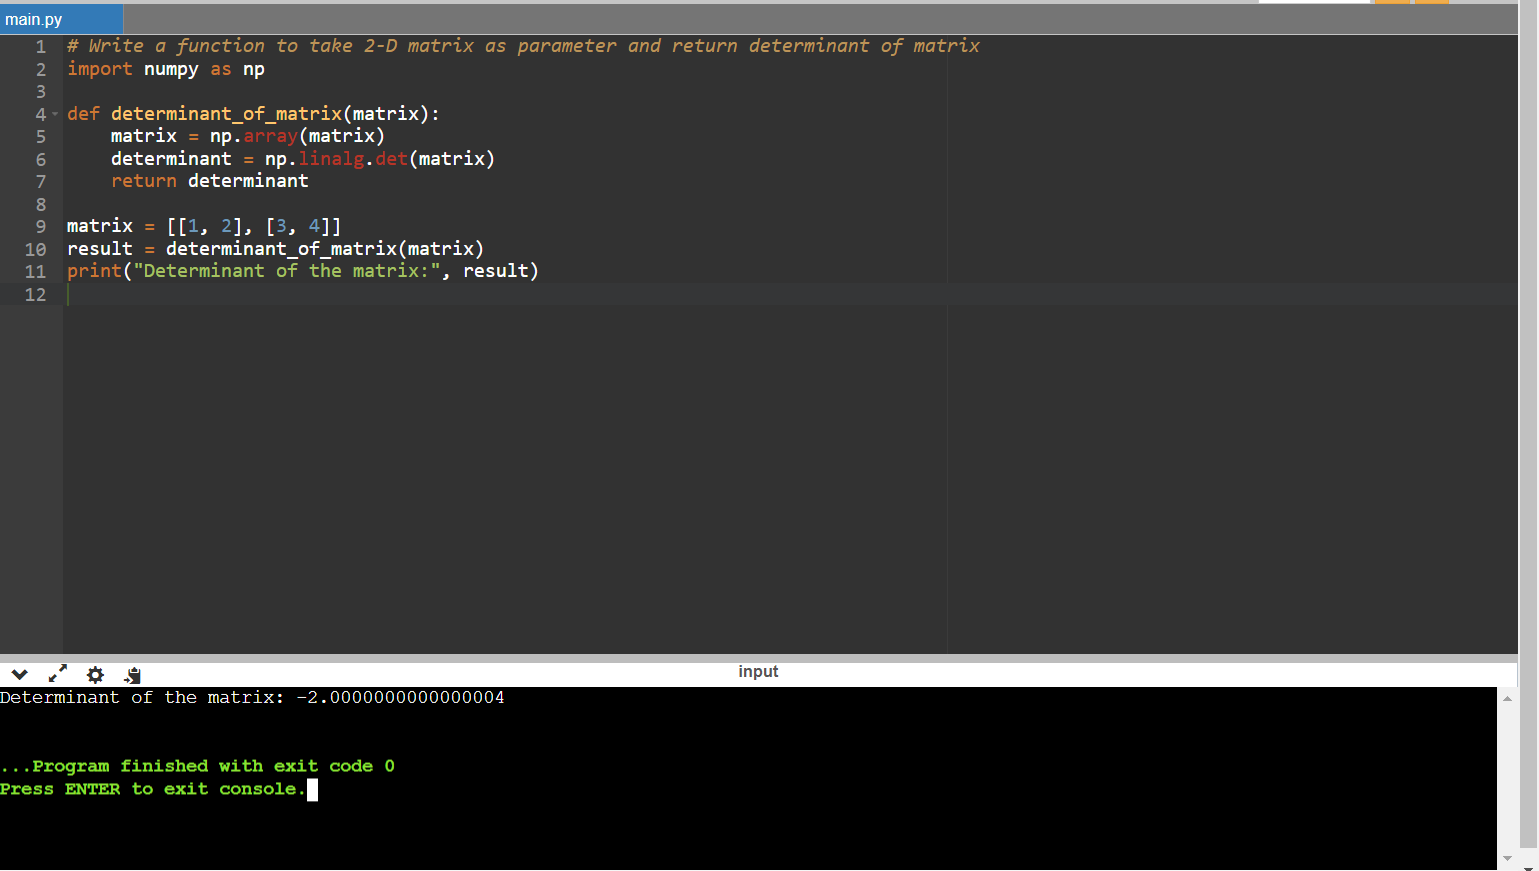 main.py
1 # Write a function to take 2-D matrix as parameter and return determinant of matrix
2 import numpy as np
3
4 def determinant_of_matrix(matrix):
5     matrix = np.array(matrix)
6     determinant = np.linalg.det(matrix)
7     return determinant
8
9 matrix = [[1, 2], [3, 4]]
10 result = determinant_of_matrix(matrix)
11 print("Determinant of the matrix:", result)
12
input
Determinant of the matrix: -2.0000000000000004
...Program finished with exit code 0
Press ENTER to exit console.